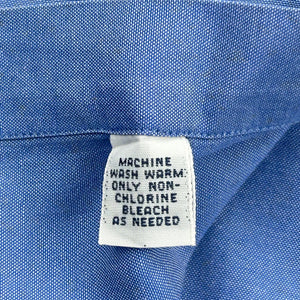 MACHINE
WASH WARM
ONLY NON-
CHLORINE
BLEACH
AS NEEDED